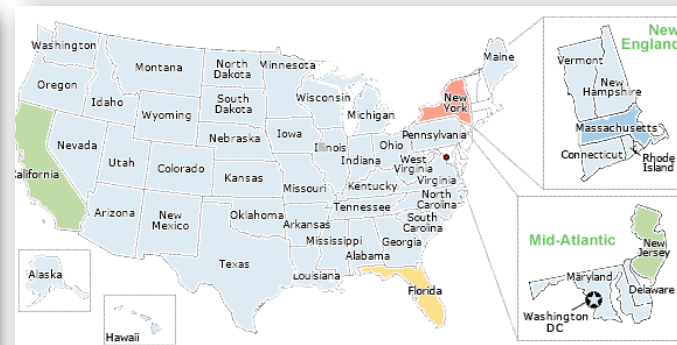 Washington
Oregon
California
Idaho
Nevada
Montana
Wyoming
Utah
Arizona
Colorado
New
Mexico
North
Dakota
South
Dakota
Nebraska
Kansas
Oklahoma
Texas
Minnesota
Iowa
Missouri
Arkansas
Louisiana
Wisconsin
Illinois
Michigan
Indiana
Ohio
Kentucky
Tennessee
Mississippi
Alabama
Georgia
Florida
South
Carolina
North
Carolina
Virginia
West
Virginia
Pennsylvania
New
York
Maine
Alaska
Hawaii
New
England
Vermont
New
Hampshire
Massachusetts
Connecticut
Rhode
Island
Mid-Atlantic
New
Jersey
Maryland
Delaware
Washington
DC